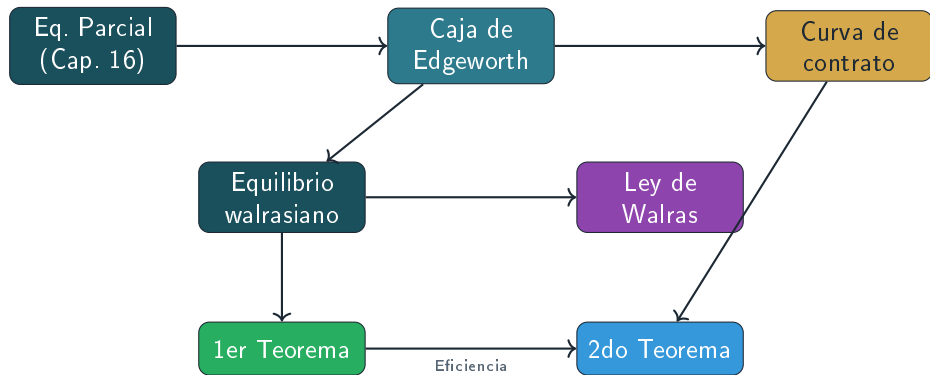 Eq. Parcial
(Cap. 16)
Caja de
Edgeworth
Curva de
contrato
Equilibrio
walrasiano
Ley de
Walras
1er Teorema
Eficiencia
2do Teorema